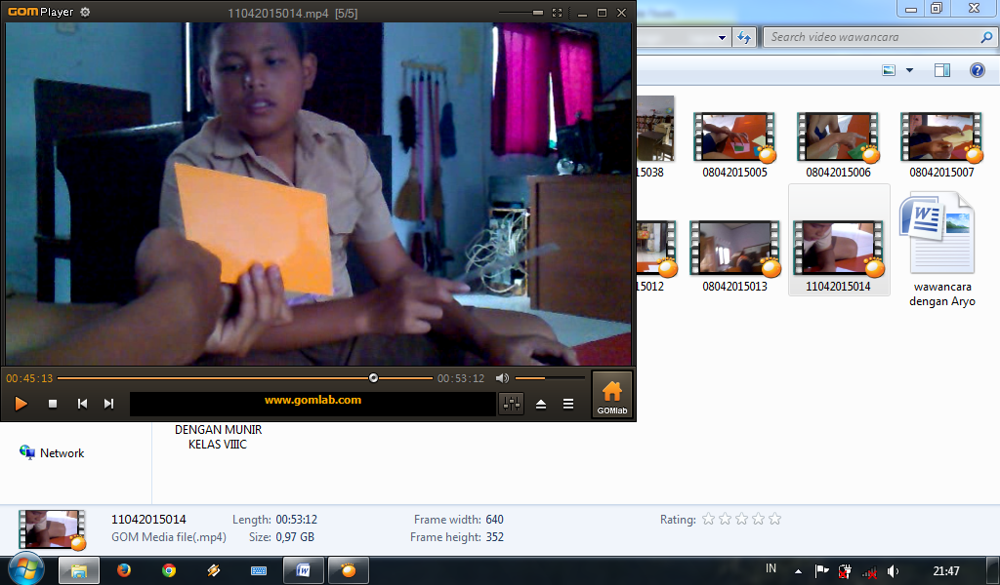 GOM Player
11042015014.mp4 [5/5]
Search video wawancara
15038
08042015005
08042015006
08042015007
15012
08042015013
11042015014
wawancara
dengan Aryo
00:45:13
00:53:12
www.gomlab.com
GOMlab
DENGAN MUNIR
KELAS VIIIC
Network
11042015014
Length: 00:53:12
Frame width: 640
Rating:
GOM Media file(.mp4)
Size: 0,97 GB
Frame height: 352
IN
21:47